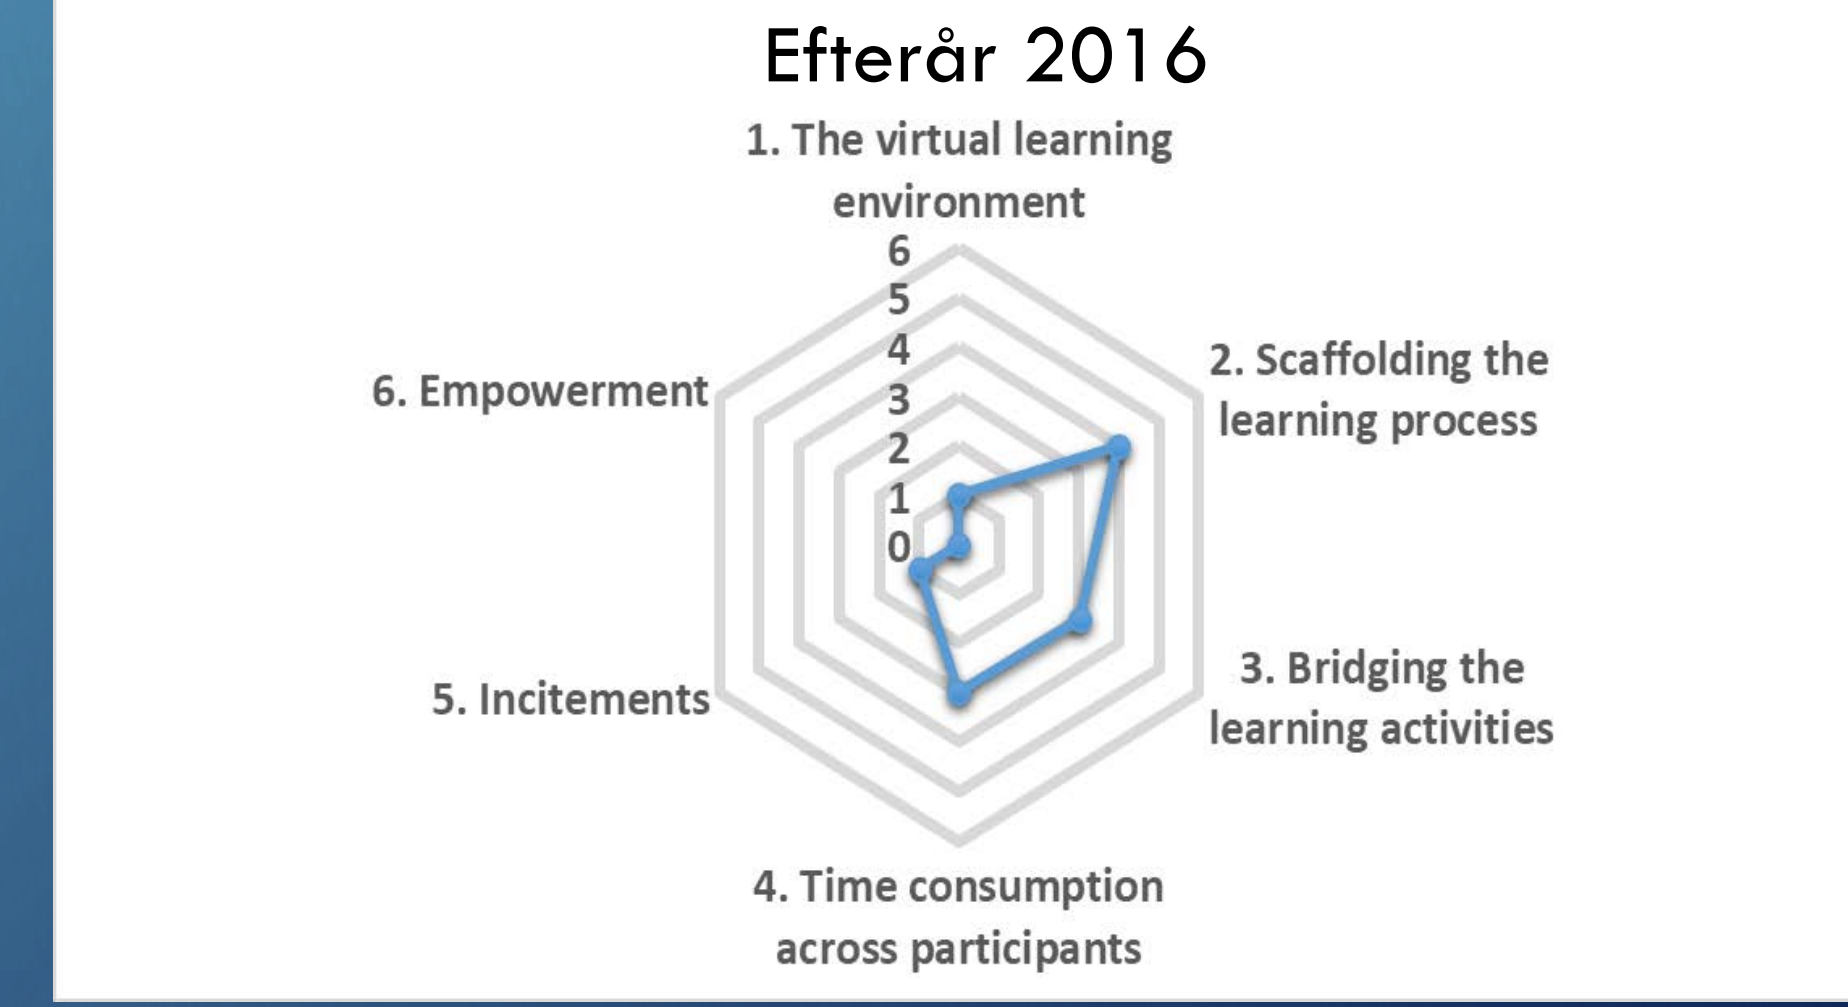 Efterår 2016
1. The virtual learning
environment
6
5
4
3
2
1
0
2. Scaffolding the
learning process
3. Bridging the
learning activities
4. Time consumption
across participants
5. Incitements
6. Empowerment